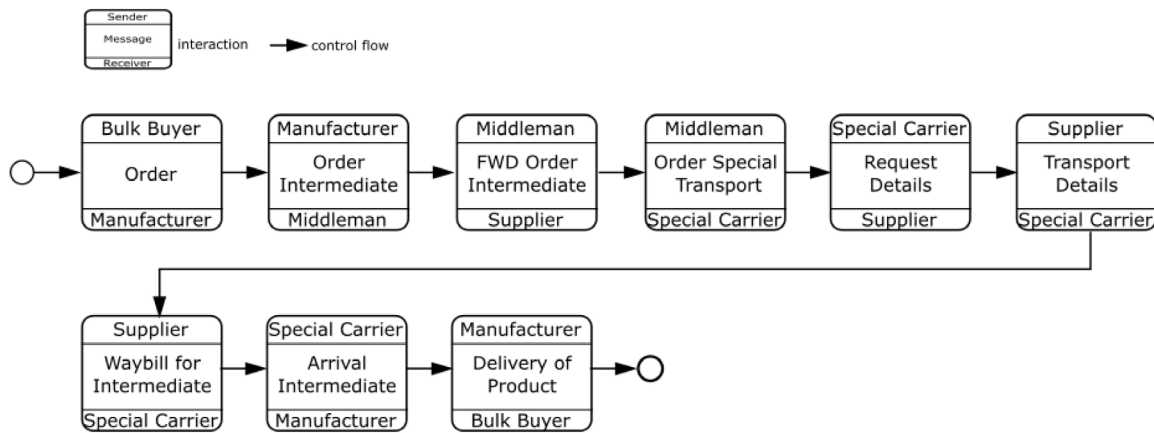 Sender
Message
Receiver
interaction
control flow
Bulk Buyer
Order
Manufacturer
Manufacturer
Order
Intermediate
Middleman
Middleman
FWD Order
Intermediate
Supplier
Middleman
Order Special
Transport
Special Carrier
Special Carrier
Request
Details
Supplier
Supplier
Transport
Details
Special Carrier
Supplier
Waybill for
Intermediate
Special Carrier
Special Carrier
Arrival
Intermediate
Manufacturer
Manufacturer
Delivery of
Product
Bulk Buyer